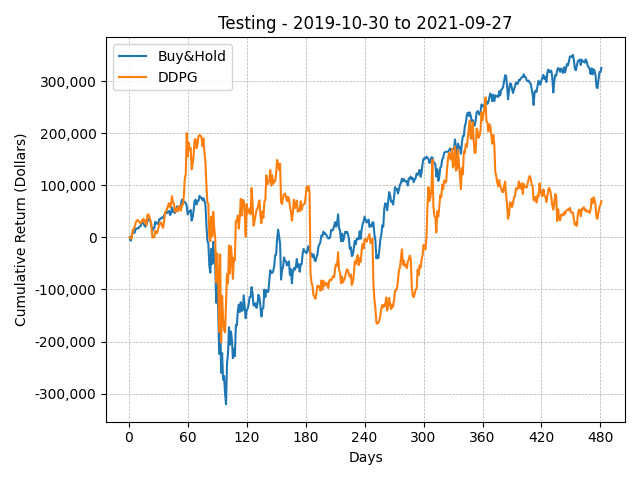 Testing - 2019-10-30 to 2021-09-27
Buy&Hold
DDPG
Cumulative Return (Dollars)
300,000
200,000
100,000
0
-100,000
-200,000
-300,000
0 60 120 180 240 300 360 420 480
Days